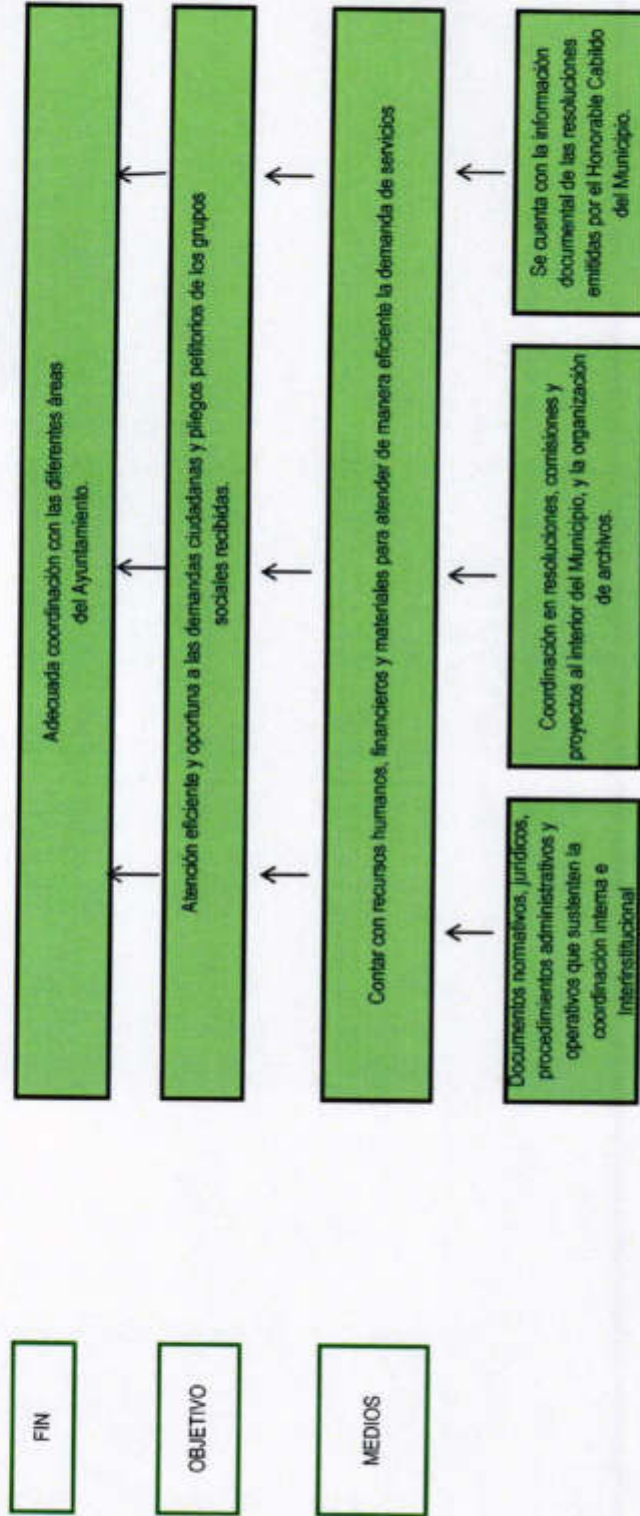 FIN
Adecuada coordinación con las diferentes áreas
del Ayuntamiento.
OBJETIVO
Atención eficiente y oportuna a las demandas ciudadanas y pliegos petitorios de los grupos
sociales recibidas.
MEDIOS
Contar con recursos humanos, financieros y materiales para atender de manera eficiente la demanda de servicios
Documentos normativos, jurídicos,
procedimientos administrativos y
operativos que sustenten la
coordinación interna e
Interinstitucional
Coordinación en resoluciones, comisiones y
proyectos al interior del Municipio, y la organización
de archivos.
Se cuenta con la información
documental de las resoluciones
emitidas por el Honorable Cabildo
del Municipio.